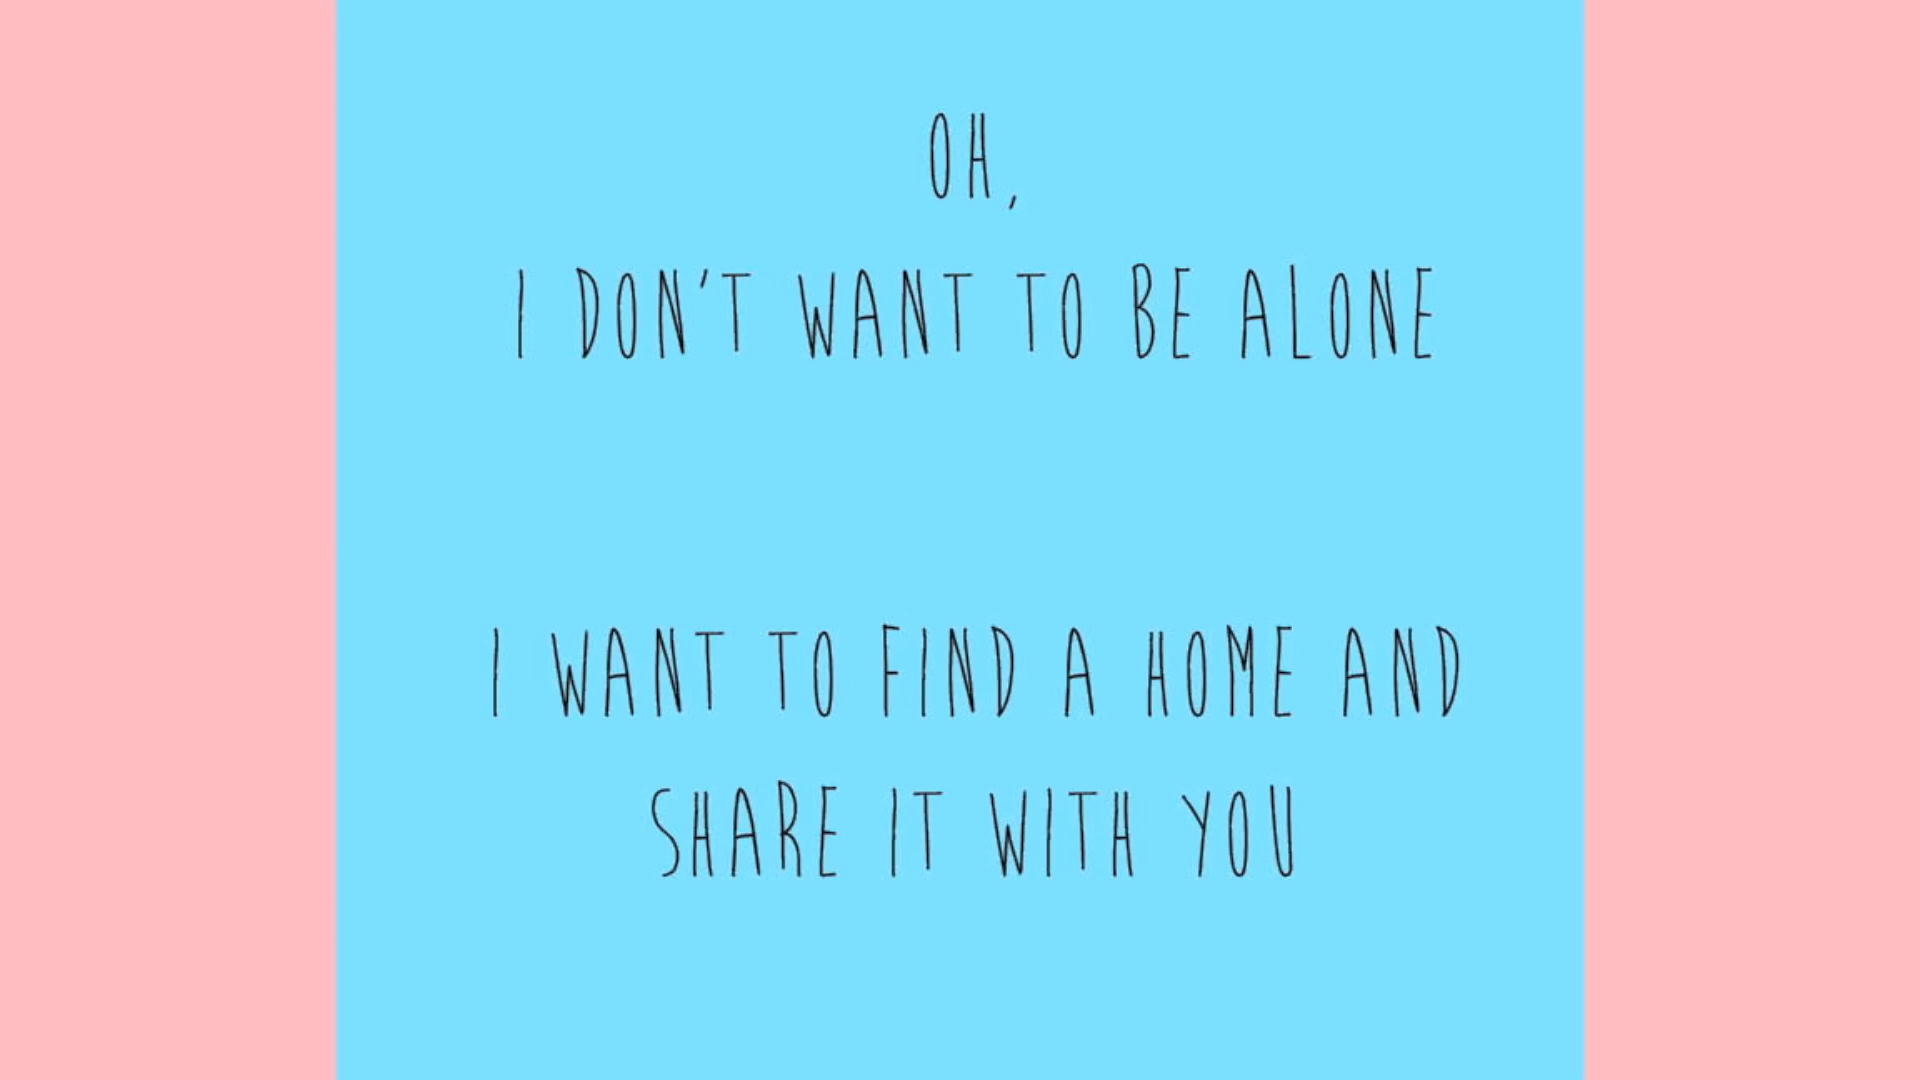 OH,
I DON'T WANT TO BE ALONE
I WANT TO FIND A HOME AND
SHARE IT WITH YOU